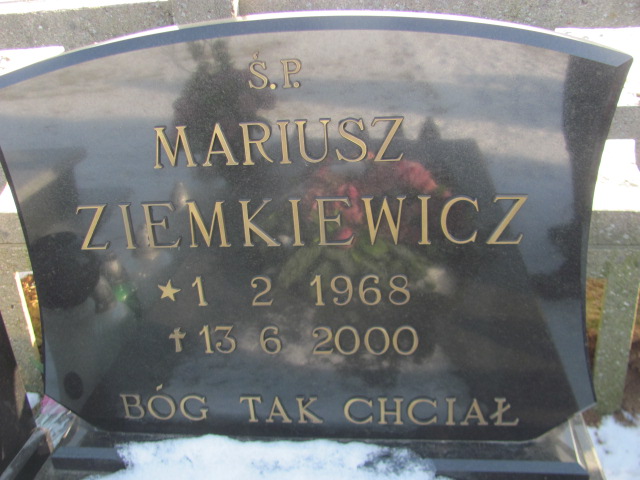 Ś.P.
MARIUSZ
ZIEMKIEWICZ
★ 1 2 1968
✝ 13 6 2000
BÓG TAK CHCIAŁ